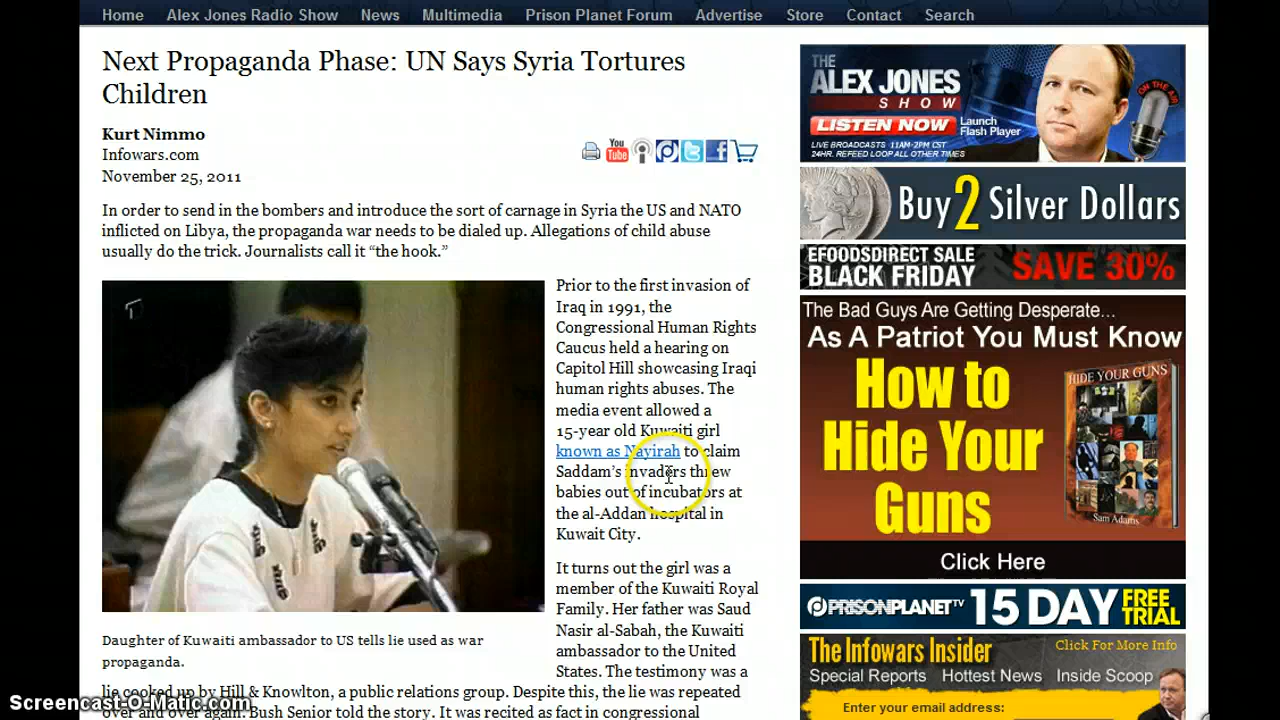 Home Alex Jones Radio Show News Multimedia Prison Planet Forum Advertise Store Contact Search
Next Propaganda Phase: UN Says Syria Tortures
Children
Kurt Nimmo
Infowars.com
November 25, 2011
You
Tube
In order to send in the bombers and introduce the sort of carnage in Syria the US and NATO
inflicted on Libya, the propaganda war needs to be dialed up. Allegations of child abuse
usually do the trick. Journalists call it “the hook.”
Prior to the first invasion of
Iraq in 1991, the
Congressional Human Rights
Caucus held a hearing on
Capitol Hill showcasing Iraqi
human rights abuses. The
media event allowed a
15-year old Kuwaiti girl
known as Nayirah to claim
Saddam’s invaders threw
babies out of incubators at
the al-Addan hospital in
Kuwait City.
It turns out the girl was a
member of the Kuwaiti Royal
Family. Her father was Saud
Nasir al-Sabah, the Kuwaiti
ambassador to the United
States. The testimony was a
Daughter of Kuwaiti ambassador to US tells lie used as war
propaganda.
lie cooked up by Hill & Knowlton, a public relations group. Despite this, the lie was repeated
over and over again. Bush Senior told the story. It was recited as fact in congressional
THE
ALEX JONES
SHOW
LISTEN NOW
Launch
Flash Player
LIVE BROADCASTS 11AM-2PM CST
24HR. REFEED LOOP ALL OTHER TIMES
ON THE AIR
Buy 2 Silver Dollars
EFOODSDIRECT SALE
BLACK FRIDAY SAVE 30%
The Bad Guys Are Getting Desperate...
As A Patriot You Must Know
How to
Hide Your
Guns
HIDE YOUR GUNS
Sam Adams
Click Here
PRISONPLANET TV 15 DAY FREE
TRIAL
The Infowars Insider
Click For More Info
Special Reports Hottest News Inside Scoop
Enter your email address:
Screencast-O-Matic.com